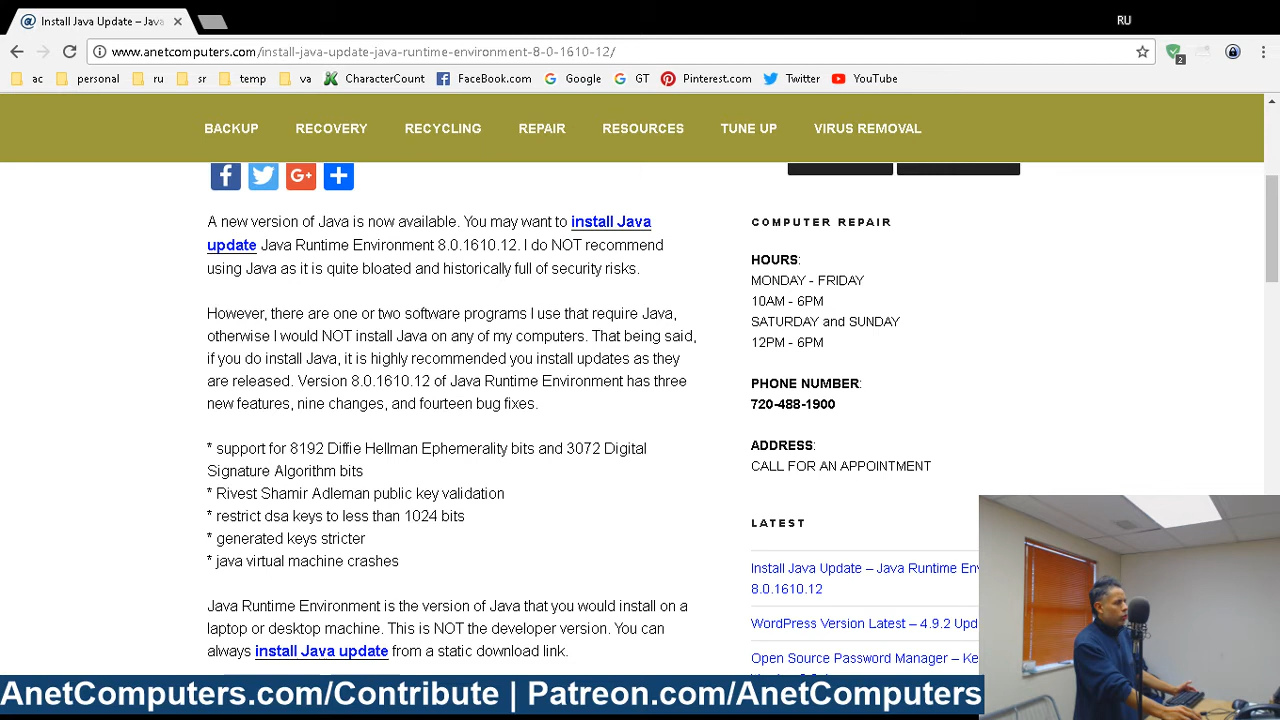 Install Java Update – Java
RU
www.anetcomputers.com/install-java-update-java-runtime-environment-8-0-1610-12/
2
ac personal ru sr temp va CharacterCount FaceBook.com Google GT Pinterest.com Twitter YouTube
BACKUP RECOVERY RECYCLING REPAIR RESOURCES TUNE UP VIRUS REMOVAL
A new version of Java is now available. You may want to install Java
update Java Runtime Environment 8.0.1610.12. I do NOT recommend
using Java as it is quite bloated and historically full of security risks.
However, there are one or two software programs I use that require Java,
otherwise I would NOT install Java on any of my computers. That being said,
if you do install Java, it is highly recommended you install updates as they
are released. Version 8.0.1610.12 of Java Runtime Environment has three
new features, nine changes, and fourteen bug fixes.
* support for 8192 Diffie Hellman Ephemerality bits and 3072 Digital
Signature Algorithm bits
* Rivest Shamir Adleman public key validation
* restrict dsa keys to less than 1024 bits
* generated keys stricter
* java virtual machine crashes
Java Runtime Environment is the version of Java that you would install on a
laptop or desktop machine. This is NOT the developer version. You can
always install Java update from a static download link.
COMPUTER REPAIR
HOURS:
MONDAY - FRIDAY
10AM - 6PM
SATURDAY and SUNDAY
12PM - 6PM
PHONE NUMBER:
720-488-1900
ADDRESS:
CALL FOR AN APPOINTMENT
LATEST
Install Java Update – Java Runtime Env
8.0.1610.12
WordPress Version Latest – 4.9.2 Upd
Open Source Password Manager – Ke
AnetComputers.com/Contribute | Patreon.com/AnetComputers